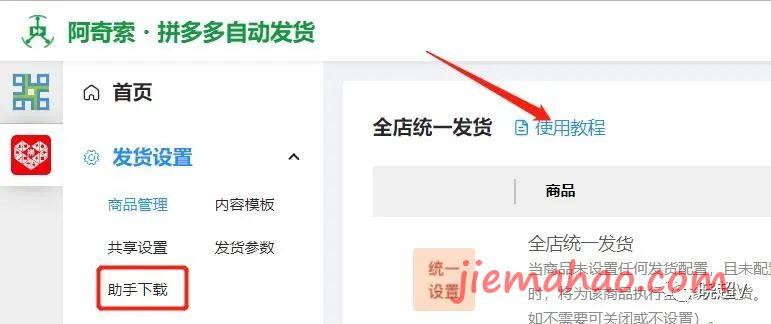 阿奇索·拼多多自动发货
首页
发货设置
商品管理 内容模板
共享设置 发货参数
助手下载
全店统一发货 使用教程
商品
统一
设置
全店统一发货
当商品未设置任何发货配置，且未配
时，将为该商品执行 发货。
如不需要可关闭或不设置）。
jiemahao.com
晓超